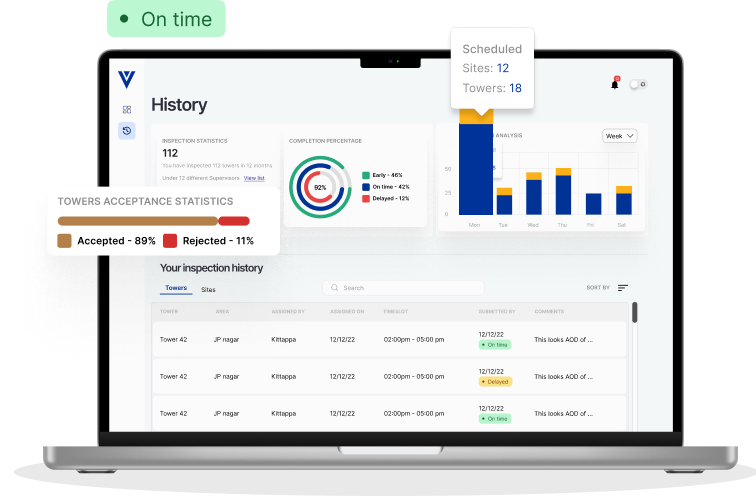 On time
Scheduled
Sites: 12
Towers: 18
History
INSPECTION STATISTICS
112
You have inspected 112 towers in 12 months
Under 12 different Supervisors View list
COMPLETION PERCENTAGE
92%
Early - 46%
On time - 42%
Delayed - 12%
ANALYSIS
Week
50
25
0
Mon Tue Wed Thu Fri Sat
TOWERS ACCEPTANCE STATISTICS
Accepted - 89% Rejected - 11%
Your inspection history
Towers Sites
Search
SORT BY
TOWER AREA ASSIGNED BY ASSIGNED ON TIMESLOT SUBMITTED BY COMMENTS
Tower 42 JP nagar Kittappa 12/12/22 02:00pm - 05:00 pm 12/12/22 This looks AOD of ...
On time
Tower 42 JP nagar Kittappa 12/12/22 02:00pm - 05:00 pm 12/12/22 This looks AOD of ...
Delayed
Tower 42 JP nagar Kittappa 12/12/22 02:00pm - 05:00 pm 12/12/22 This looks AOD of ...
On time